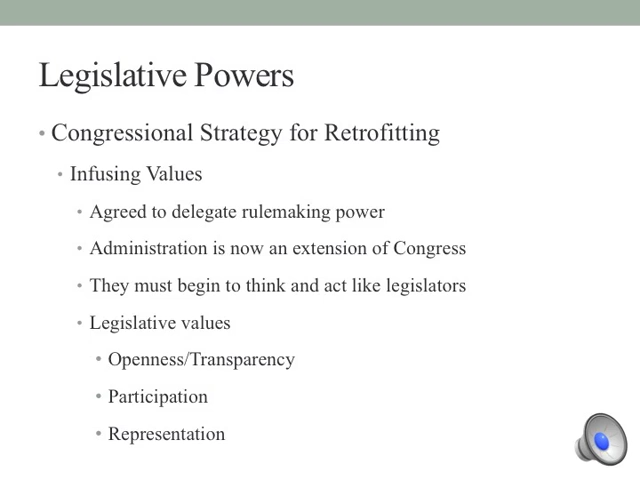 Legislative Powers
• Congressional Strategy for Retrofitting
• Infusing Values
• Agreed to delegate rulemaking power
• Administration is now an extension of Congress
• They must begin to think and act like legislators
• Legislative values
• Openness/Transparency
• Participation
• Representation